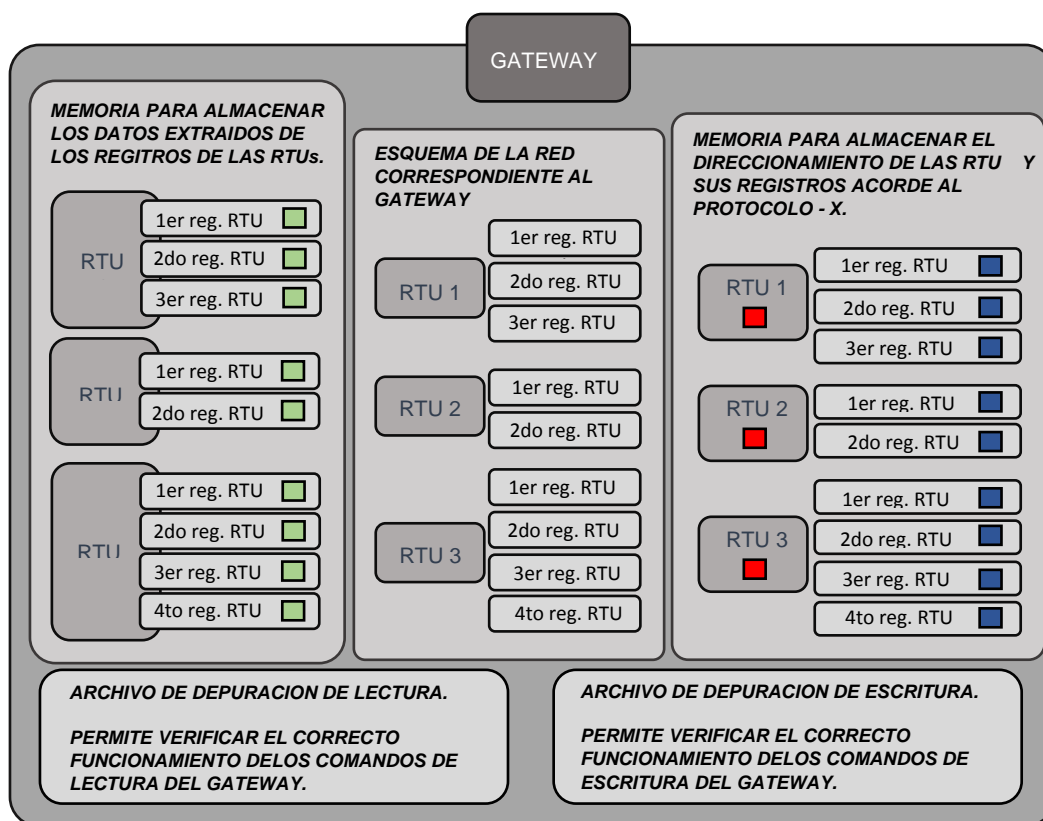 GATEWAY
MEMORIA PARA ALMACENAR
LOS DATOS EXTRAIDOS DE
LOS REGITROS DE LAS RTUs.
RTU
1er reg. RTU
2do reg. RTU
3er reg. RTU
RTU
1er reg. RTU
2do reg. RTU
RTU
1er reg. RTU
2do reg. RTU
3er reg. RTU
4to reg. RTU
ESQUEMA DE LA RED
CORRESPONDIENTE AL
GATEWAY
RTU 1
1er reg. RTU
2do reg. RTU
3er reg. RTU
RTU 2
1er reg. RTU
2do reg. RTU
RTU 3
1er reg. RTU
2do reg. RTU
3er reg. RTU
4to reg. RTU
MEMORIA PARA ALMACENAR EL
DIRECCIONAMIENTO DE LAS RTU Y
SUS REGISTROS ACORDE AL
PROTOCOLO - X.
RTU 1
1er reg. RTU
2do reg. RTU
3er reg. RTU
RTU 2
1er reg. RTU
2do reg. RTU
RTU 3
1er reg. RTU
2do reg. RTU
3er reg. RTU
4to reg. RTU
ARCHIVO DE DEPURACION DE LECTURA.
PERMITE VERIFICAR EL CORRECTO
FUNCIONAMIENTO DELOS COMANDOS DE
LECTURA DEL GATEWAY.
ARCHIVO DE DEPURACION DE ESCRITURA.
PERMITE VERIFICAR EL CORRECTO
FUNCIONAMIENTO DELOS COMANDOS DE
ESCRITURA DEL GATEWAY.